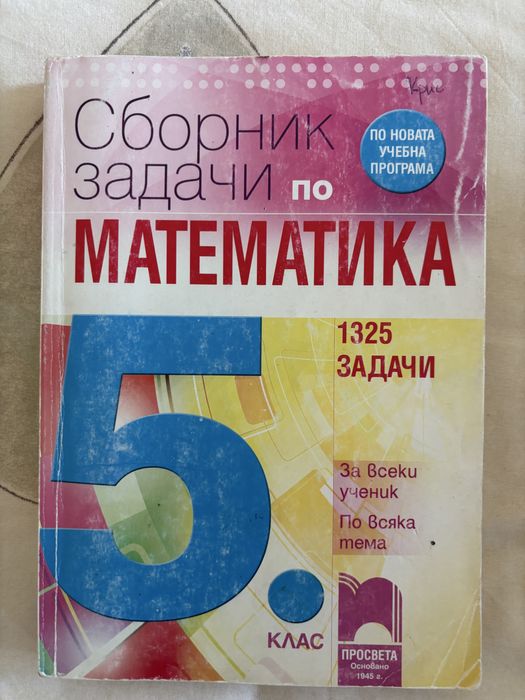 Крис
Сборник
задачи по
ПО НОВАТА
УЧЕБНА
ПРОГРАМА
МАТЕМАТИКА
5.
КЛАС
1325
ЗАДАЧИ
За всеки
ученик
По всяка
тема
ПРОСВЕТА
Основано
1945 г.